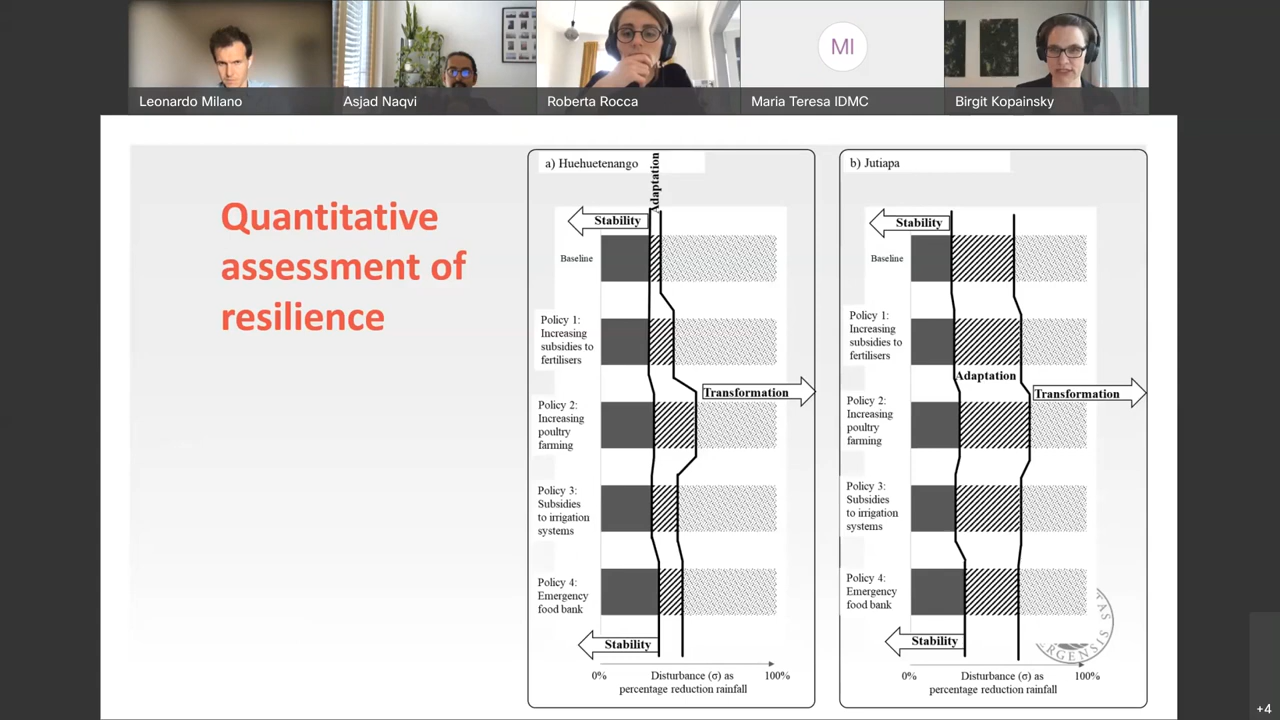 Leonardo Milano
Asjad Naqvi
Roberta Rocca
MI
Maria Teresa IDMC
Birgit Kopainsky
Quantitative
assessment of
resilience
a) Huehuetenango
Adaptation
Stability
Baseline
Policy 1:
Increasing
subsidies to
fertilisers
Transformation
Policy 2:
Increasing
poultry
farming
Policy 3:
Subsidies
to irrigation
systems
Policy 4:
Emergency
food bank
Stability
0%
Disturbance (σ) as
percentage reduction rainfall
100%
b) Jutiapa
Stability
Baseline
Policy 1:
Increasing
subsidies to
fertilisers
Adaptation
Transformation
Policy 2:
Increasing
poultry
farming
Policy 3:
Subsidies
to irrigation
systems
Policy 4:
Emergency
food bank
Stability
0%
Disturbance (σ) as
percentage reduction rainfall
100%
+4